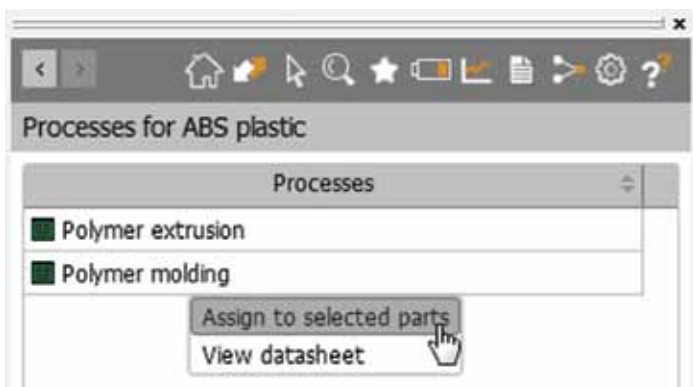 Processes for ABS plastic
Processes
Polymer extrusion
Polymer molding
Assign to selected parts
View datasheet